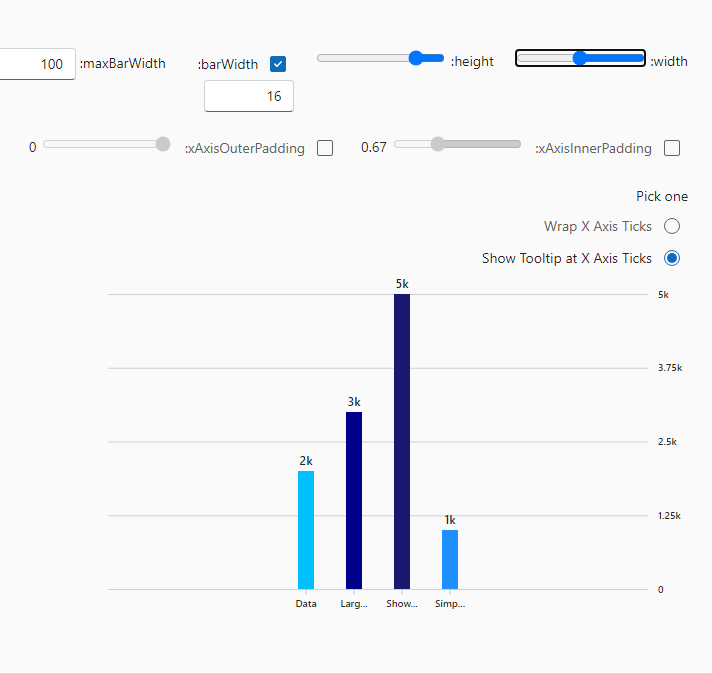 width:
height:
barWidth:
16
maxBarWidth:
100
xAxisInnerPadding:
0.67
xAxisOuterPadding:
0
Pick one
Wrap X Axis Ticks
Show Tooltip at X Axis Ticks
5k
3.75k
2.5k
1.25k
0
2k
3k
5k
1k
Data
Larg...
Show...
Simp...